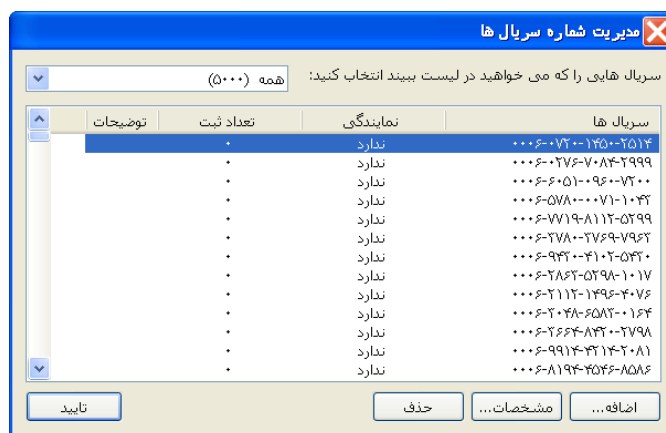 مدیریت شماره سریال ها
سریال هایی را که می خواهید در لیست ببیند انتخاب کنید: همه (۵۰۰۰)
سریال ها نمایندگی تعداد ثبت توضیحات
۰۰۰۶-۰۷۲۰-۱۴۵۰-۲۵۱۴ ندارد ۰
۰۰۰۶-۰۲۷۶-۷۰۸۴-۲۹۹۹ ندارد ۰
۰۰۰۶-۶۰۵۱-۰۹۶۰-۷۲۰۰ ندارد ۰
۰۰۰۶-۵۷۸۰-۰۰۷۱-۱۰۴۲ ندارد ۰
۰۰۰۶-۷۷۱۹-۸۱۱۲-۵۲۹۹ ندارد ۰
۰۰۰۶-۲۷۸۰-۲۷۶۹-۷۹۶۲ ندارد ۰
۰۰۰۶-۹۴۲۰-۴۱۰۲-۵۴۲۰ ندارد ۰
۰۰۰۶-۲۸۶۲-۵۲۹۸-۱۰۱۷ ندارد ۰
۰۰۰۶-۲۱۱۲-۱۴۹۶-۴۰۷۶ ندارد ۰
۰۰۰۶-۲۰۴۸-۶۵۸۲-۰۱۶۴ ندارد ۰
۰۰۰۶-۲۶۶۴-۸۴۲۰-۲۷۹۸ ندارد ۰
۰۰۰۶-۹۹۱۴-۴۲۱۴-۲۰۸۱ ندارد ۰
۰۰۰۶-۸۱۹۴-۴۵۴۶-۸۵۸۶ ندارد ۰
اضافه... مشخصات... حذف تایید